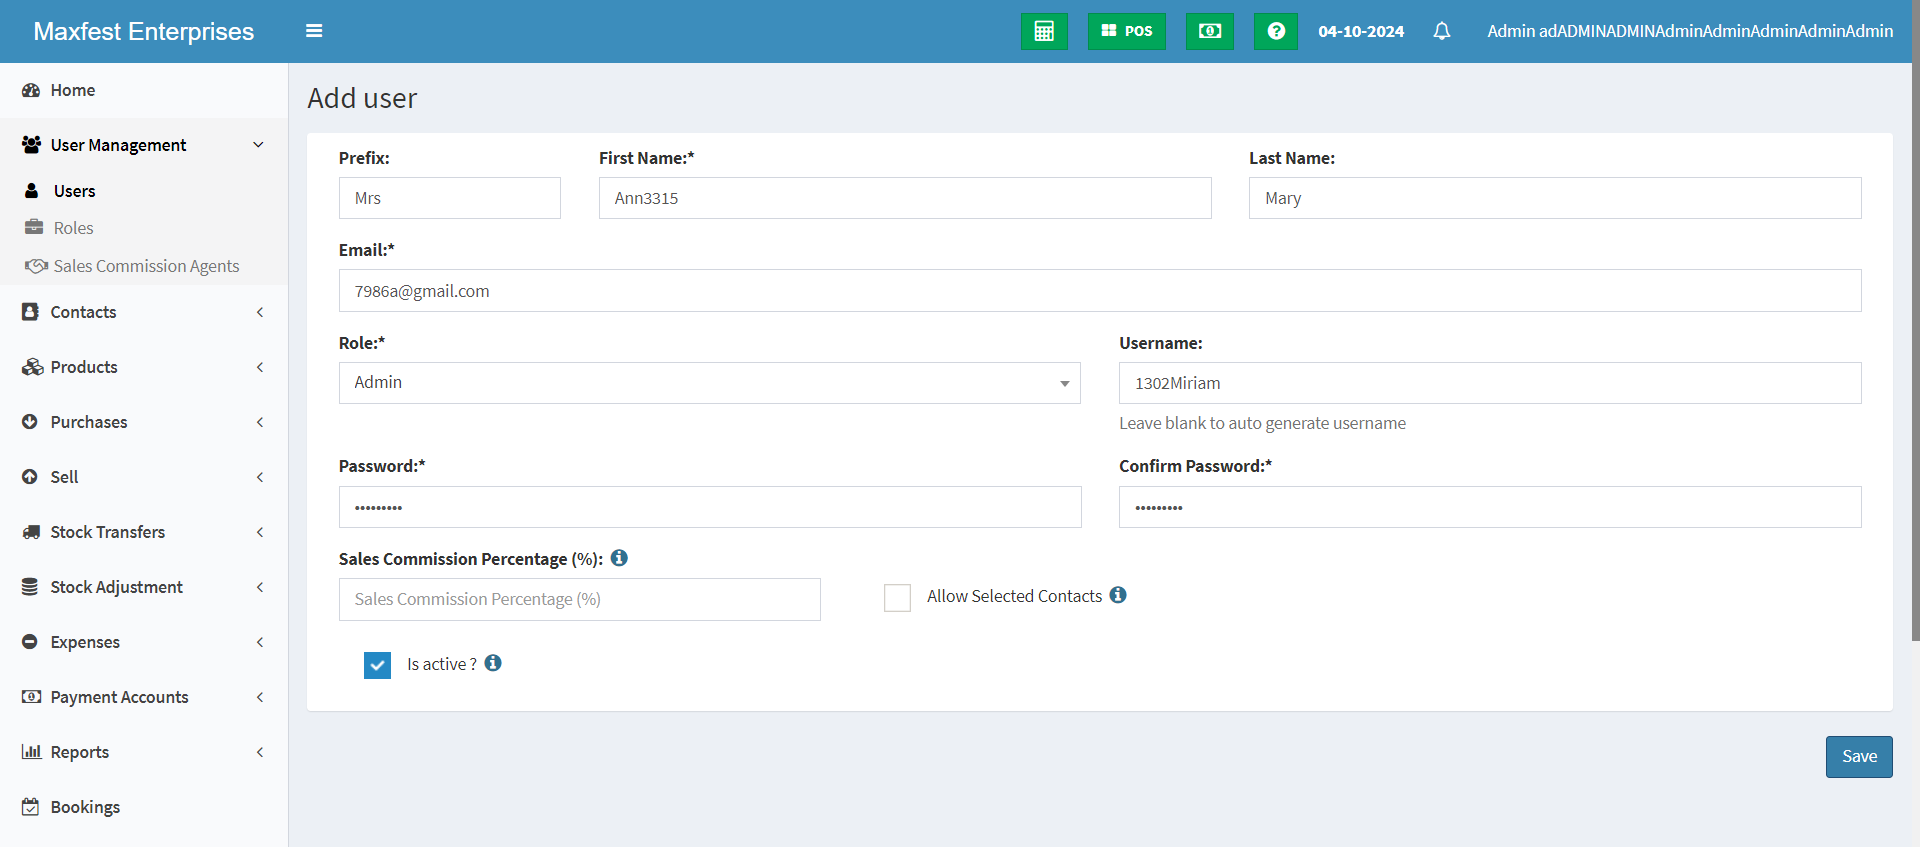 Maxfest Enterprises
POS
04-10-2024
Admin adADMINADMINAdminAdminAdminAdminAdmin
Home
User Management
Users
Roles
Sales Commission Agents
Contacts
Products
Purchases
Sell
Stock Transfers
Stock Adjustment
Expenses
Payment Accounts
Reports
Bookings
Add user
Prefix:
First Name:*
Last Name:
Mrs
Ann3315
Mary
Email:*
7986a@gmail.com
Role:*
Username:
Admin
1302Miriam
Leave blank to auto generate username
Password:*
Confirm Password:*
•••••••••
•••••••••
Sales Commission Percentage (%):
Sales Commission Percentage (%)
Allow Selected Contacts
Is active ?
Save